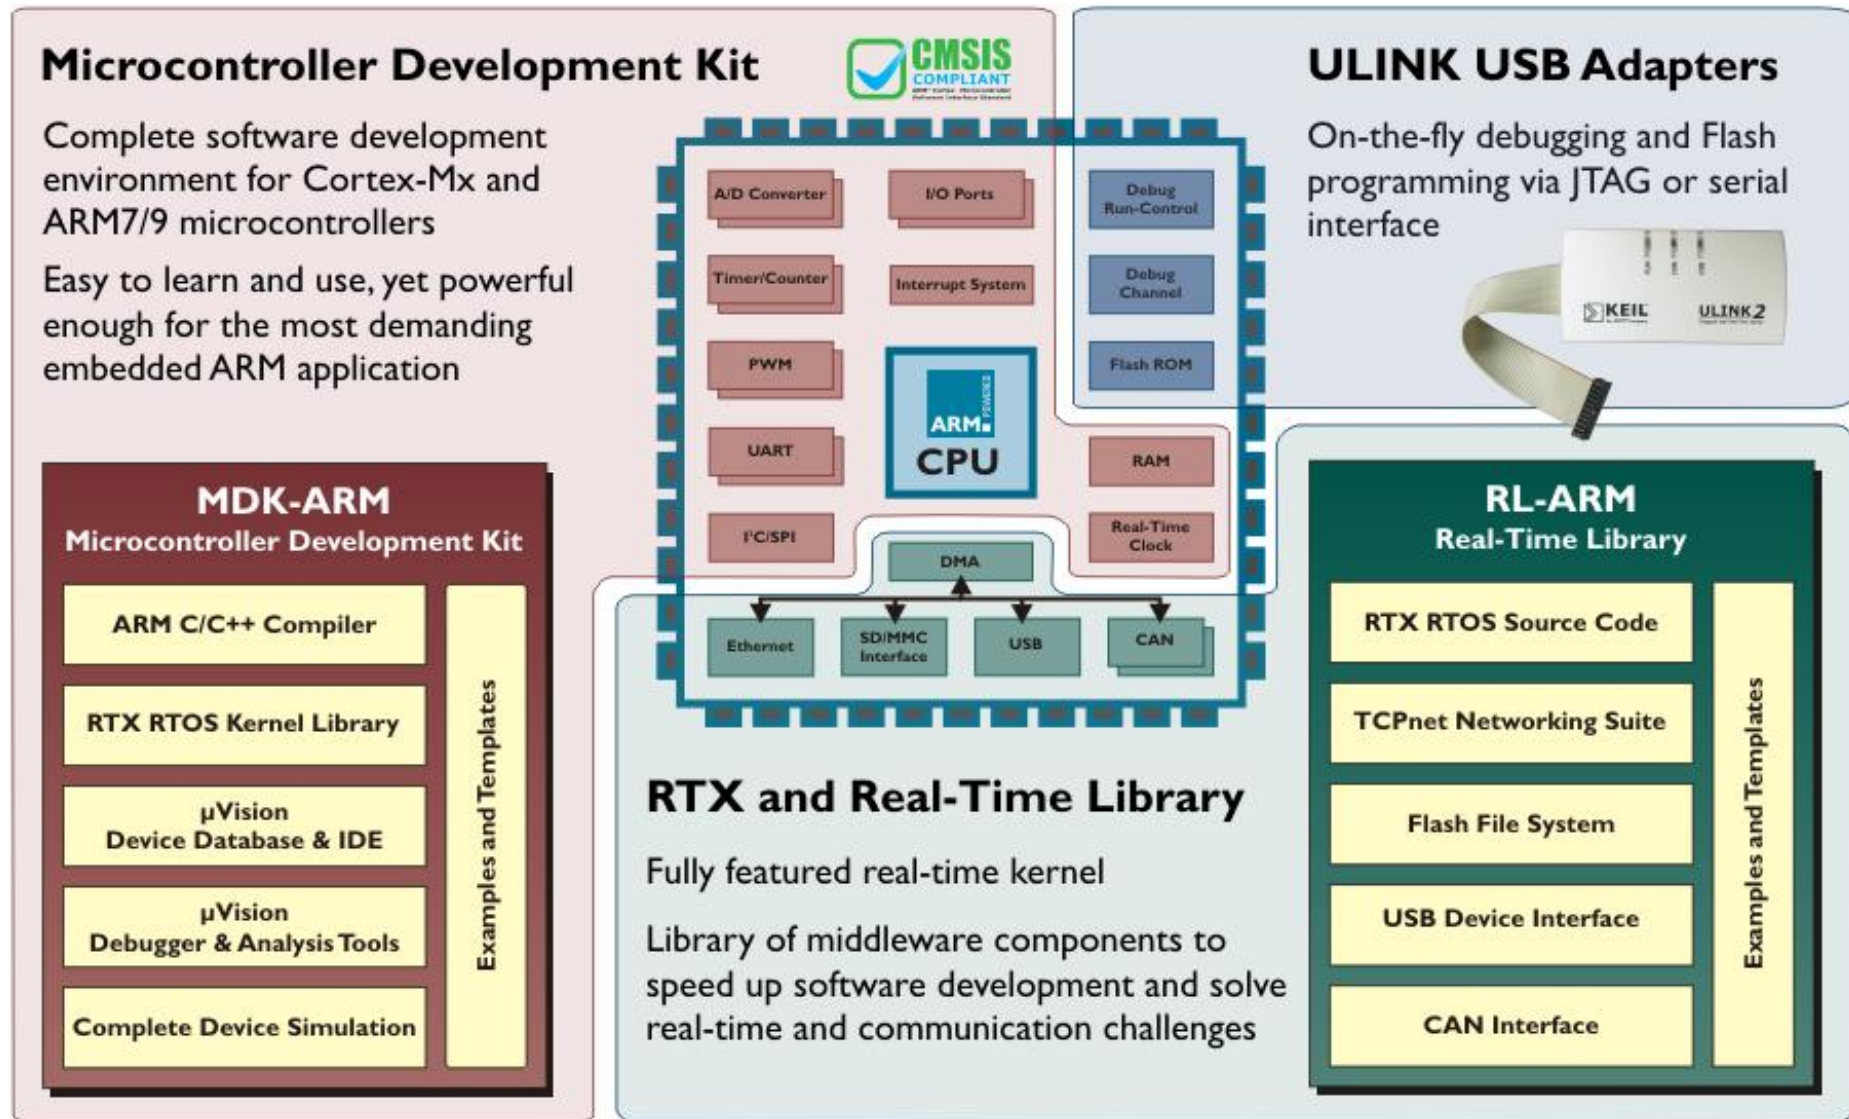 Microcontroller Development Kit
Complete software development
environment for Cortex-Mx and
ARM7/9 microcontrollers
Easy to learn and use, yet powerful
enough for the most demanding
embedded ARM application
CMSIS
COMPLIANT
ULINK USB Adapters
On-the-fly debugging and Flash
programming via JTAG or serial
interface
KEIL
ULINK2
A/D Converter
I/O Ports
Debug
Run-Control
Timer/Counter
Interrupt System
Debug
Channel
PWM
Flash ROM
ARM
POWERED
CPU
UART
RAM
I²C/SPI
Real-Time
Clock
DMA
Ethernet
SD/MMC
Interface
USB
CAN
MDK-ARM
Microcontroller Development Kit
ARM C/C++ Compiler
RTX RTOS Kernel Library
µVision
Device Database & IDE
µVision
Debugger & Analysis Tools
Complete Device Simulation
Examples and Templates
RTX and Real-Time Library
Fully featured real-time kernel
Library of middleware components to
speed up software development and solve
real-time and communication challenges
RL-ARM
Real-Time Library
RTX RTOS Source Code
TCPnet Networking Suite
Flash File System
USB Device Interface
CAN Interface
Examples and Templates